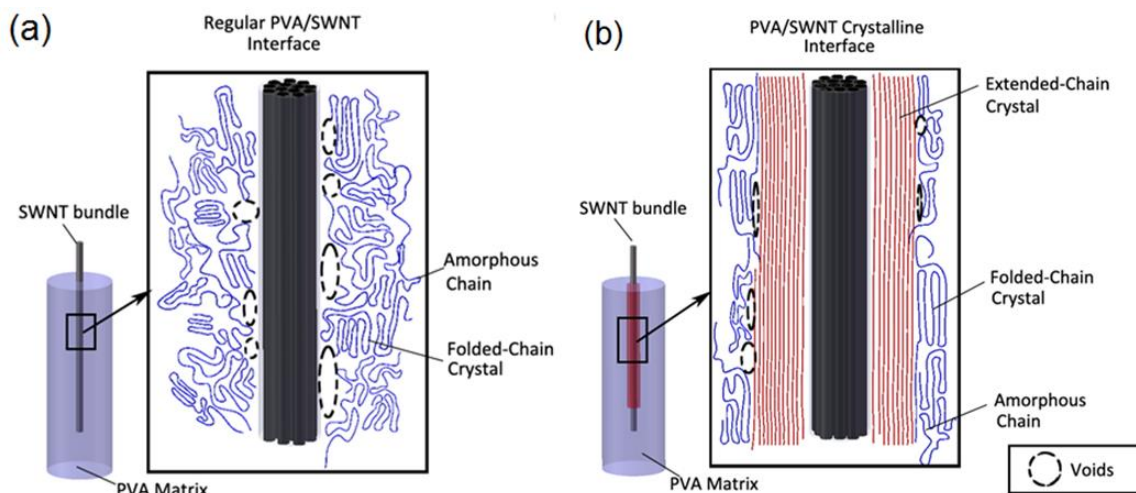 (a)
Regular PVA/SWNT
Interface
SWNT bundle
Amorphous
Chain
Folded-Chain
Crystal
PVA Matrix
(b)
PVA/SWNT Crystalline
Interface
Extended-Chain
Crystal
SWNT bundle
Folded-Chain
Crystal
Amorphous
Chain
PVA Matrix
Voids